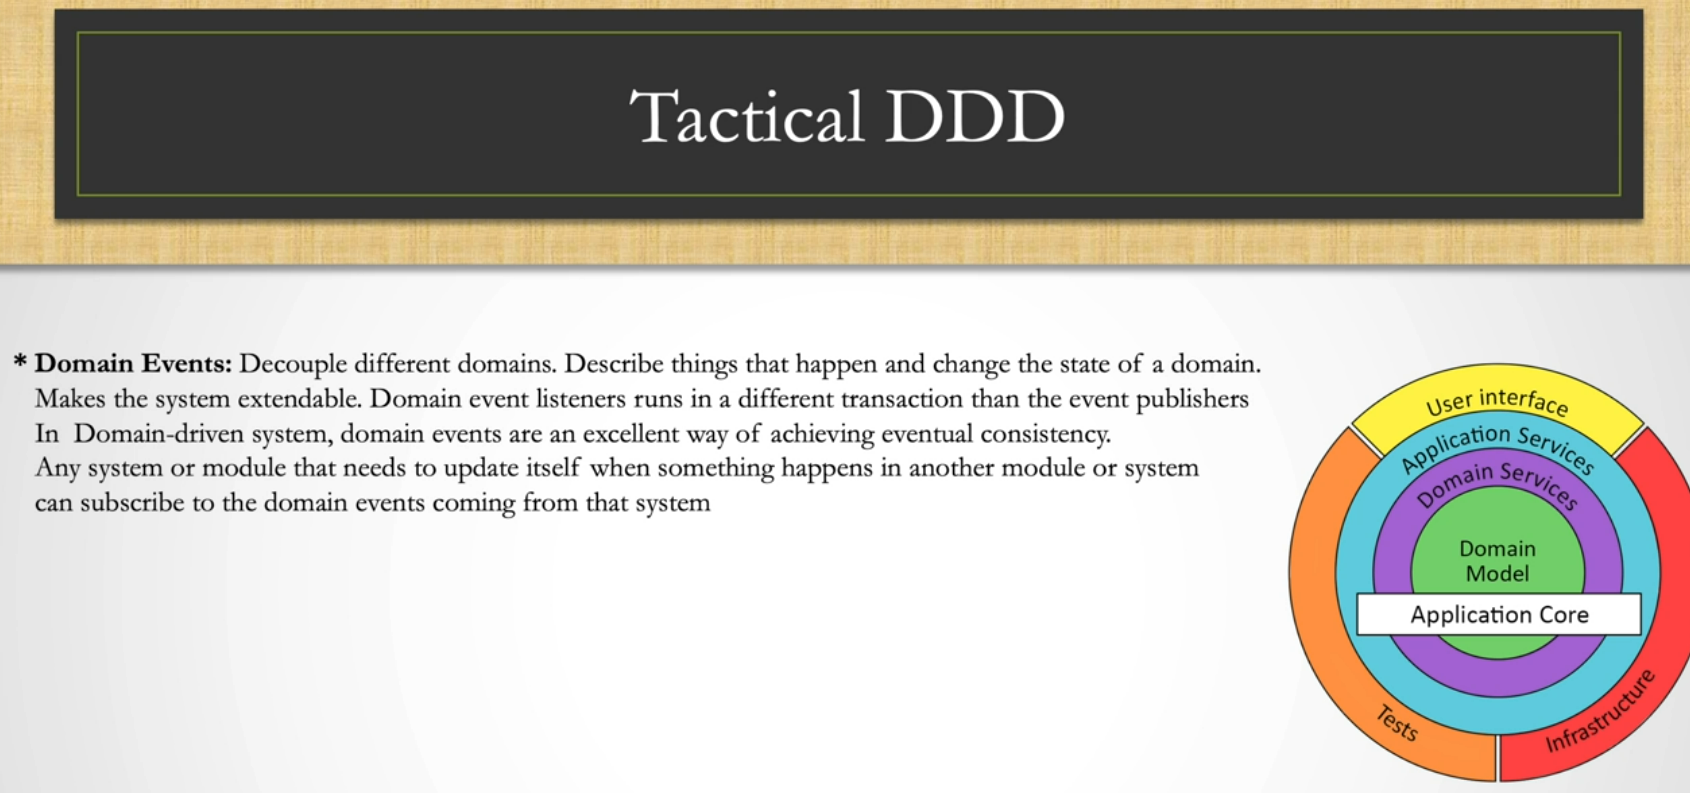 Tactical DDD
* Domain Events: Decouple different domains. Describe things that happen and change the state of a domain.
Makes the system extendable. Domain event listeners runs in a different transaction than the event publishers
In Domain-driven system, domain events are an excellent way of achieving eventual consistency.
Any system or module that needs to update itself when something happens in another module or system
can subscribe to the domain events coming from that system
User interface
Application Services
Domain Services
Domain
Model
Application Core
Tests
Infrastructure